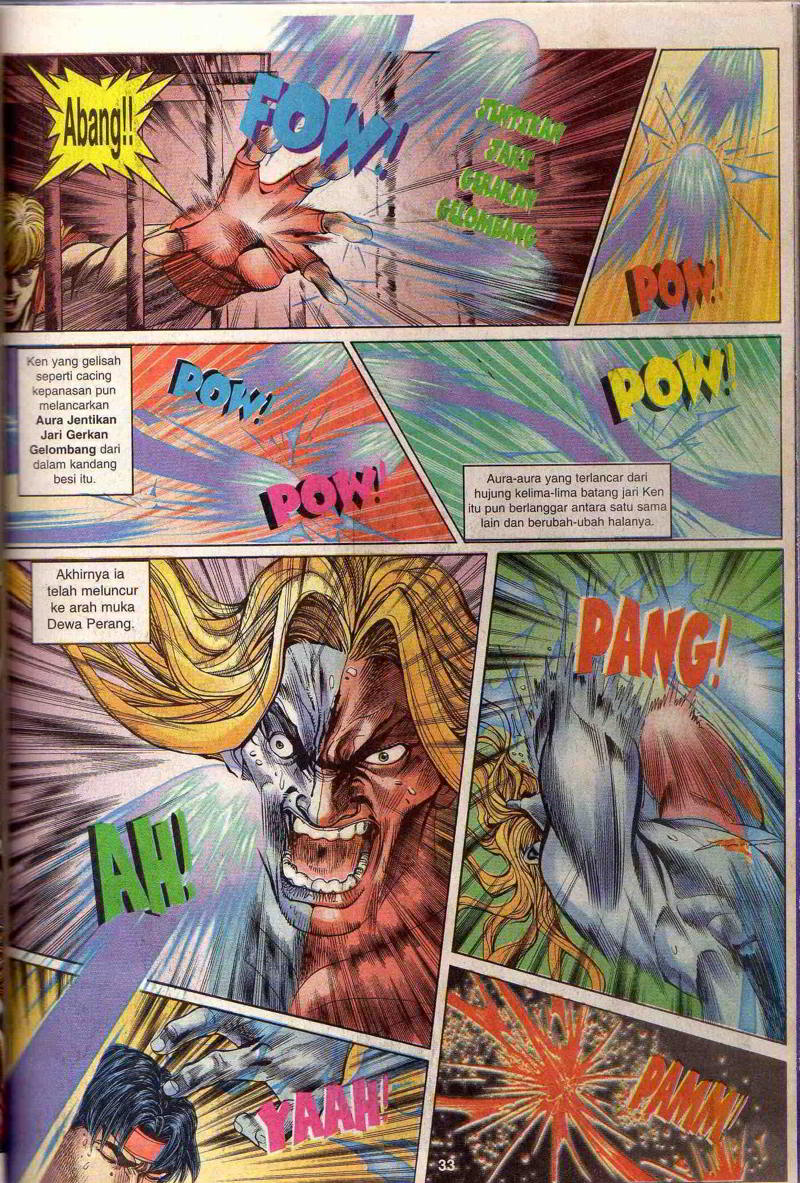 Abang!!
FOW!
JENTIKAN
JARI
GERAKAN
GELOMBANG
POW!
Ken yang gelisah
seperti cacing
kepanasan pun
melancarkan
Aura Jentikan
Jari Gerkan
Gelombang dari
dalam kandang
besi itu.
POW!
POW!
POW!
Aura-aura yang terlancar dari
hujung kelima-lima batang jari Ken
itu pun berlanggar antara satu sama
lain dan berubah-ubah halanya.
Akhirnya ia
telah meluncur
ke arah muka
Dewa Perang.
AH!
PANG!
YAAH!
PAMM!
33